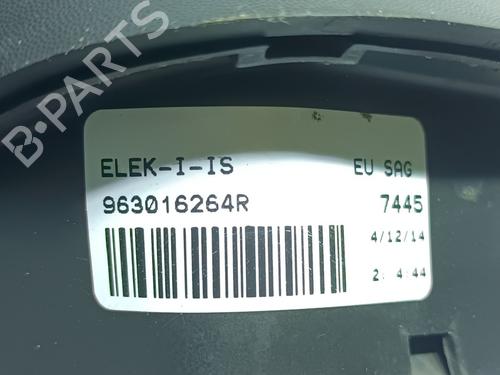 B-PARTS
ELEK-I-IS EU SAG
963016264R 7445
4/12/14
2: 4:44